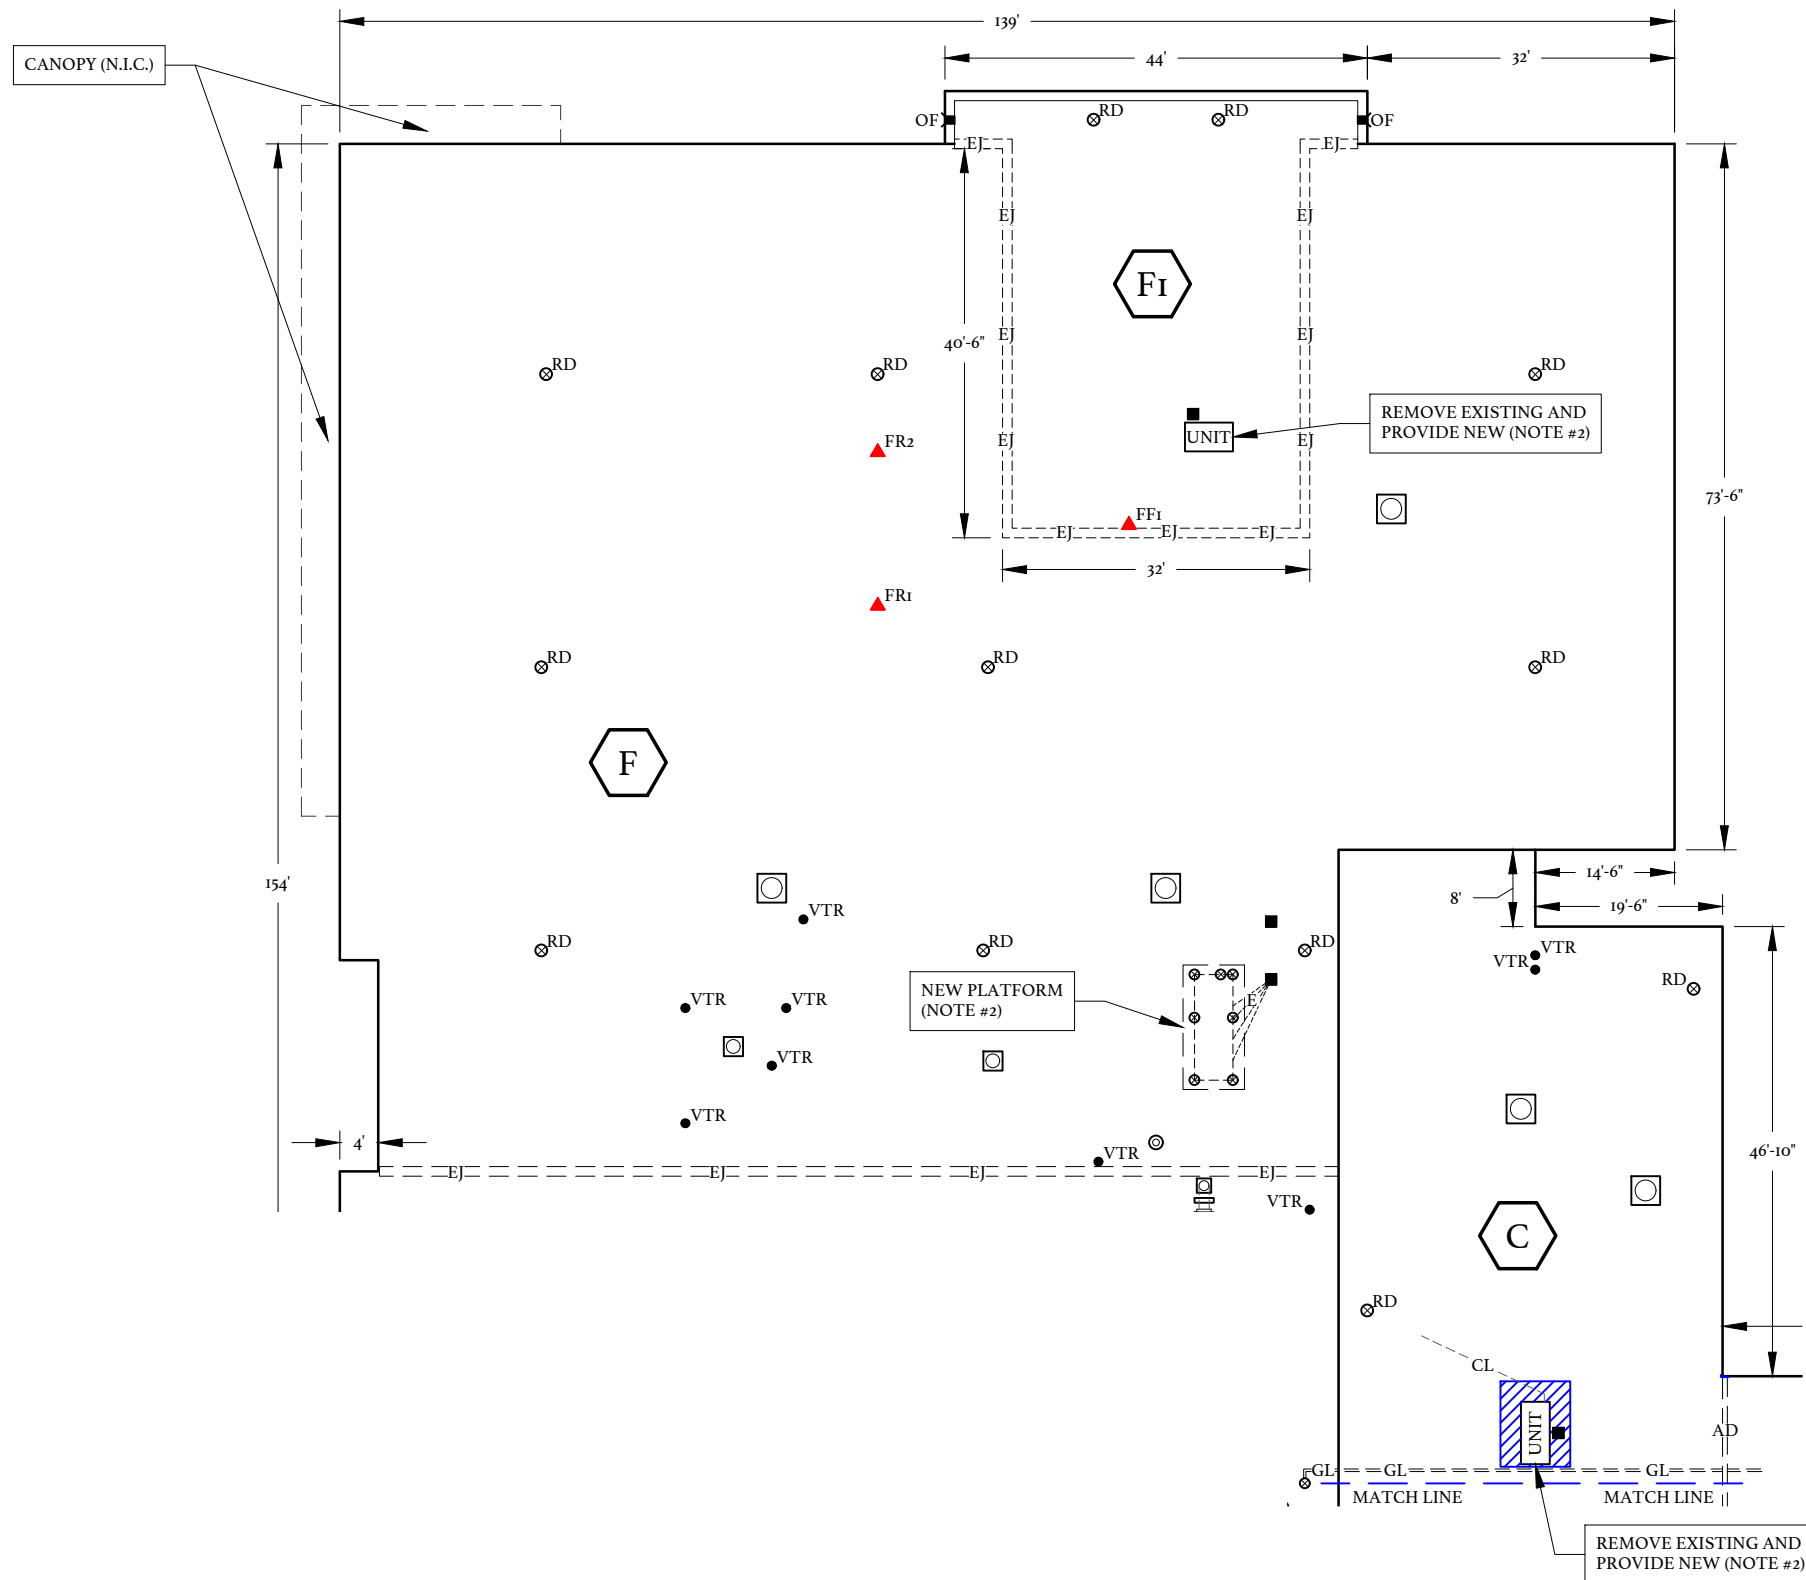 139'
44'
32'
CANOPY (N.I.C.)
RD
RD
OF
OF
EJ
EJ
EJ
EJ
F1
40'-6"
EJ
EJ
RD
RD
RD
REMOVE EXISTING AND
PROVIDE NEW (NOTE #2)
UNIT
EJ
EJ
FR2
73'-6"
FF1
EJ
EJ
EJ
32'
FR1
RD
RD
RD
F
154'
14'-6"
8'
19'-6"
VTR
RD
RD
RD
VTR
VTR
RD
NEW PLATFORM
(NOTE #2)
VTR
VTR
E
VTR
VTR
4'
VTR
46'-10"
EJ
EJ
EJ
EJ
VTR
C
RD
CL
UNIT
AD
GL
GL
GL
MATCH LINE
MATCH LINE
REMOVE EXISTING AND
PROVIDE NEW (NOTE #2)